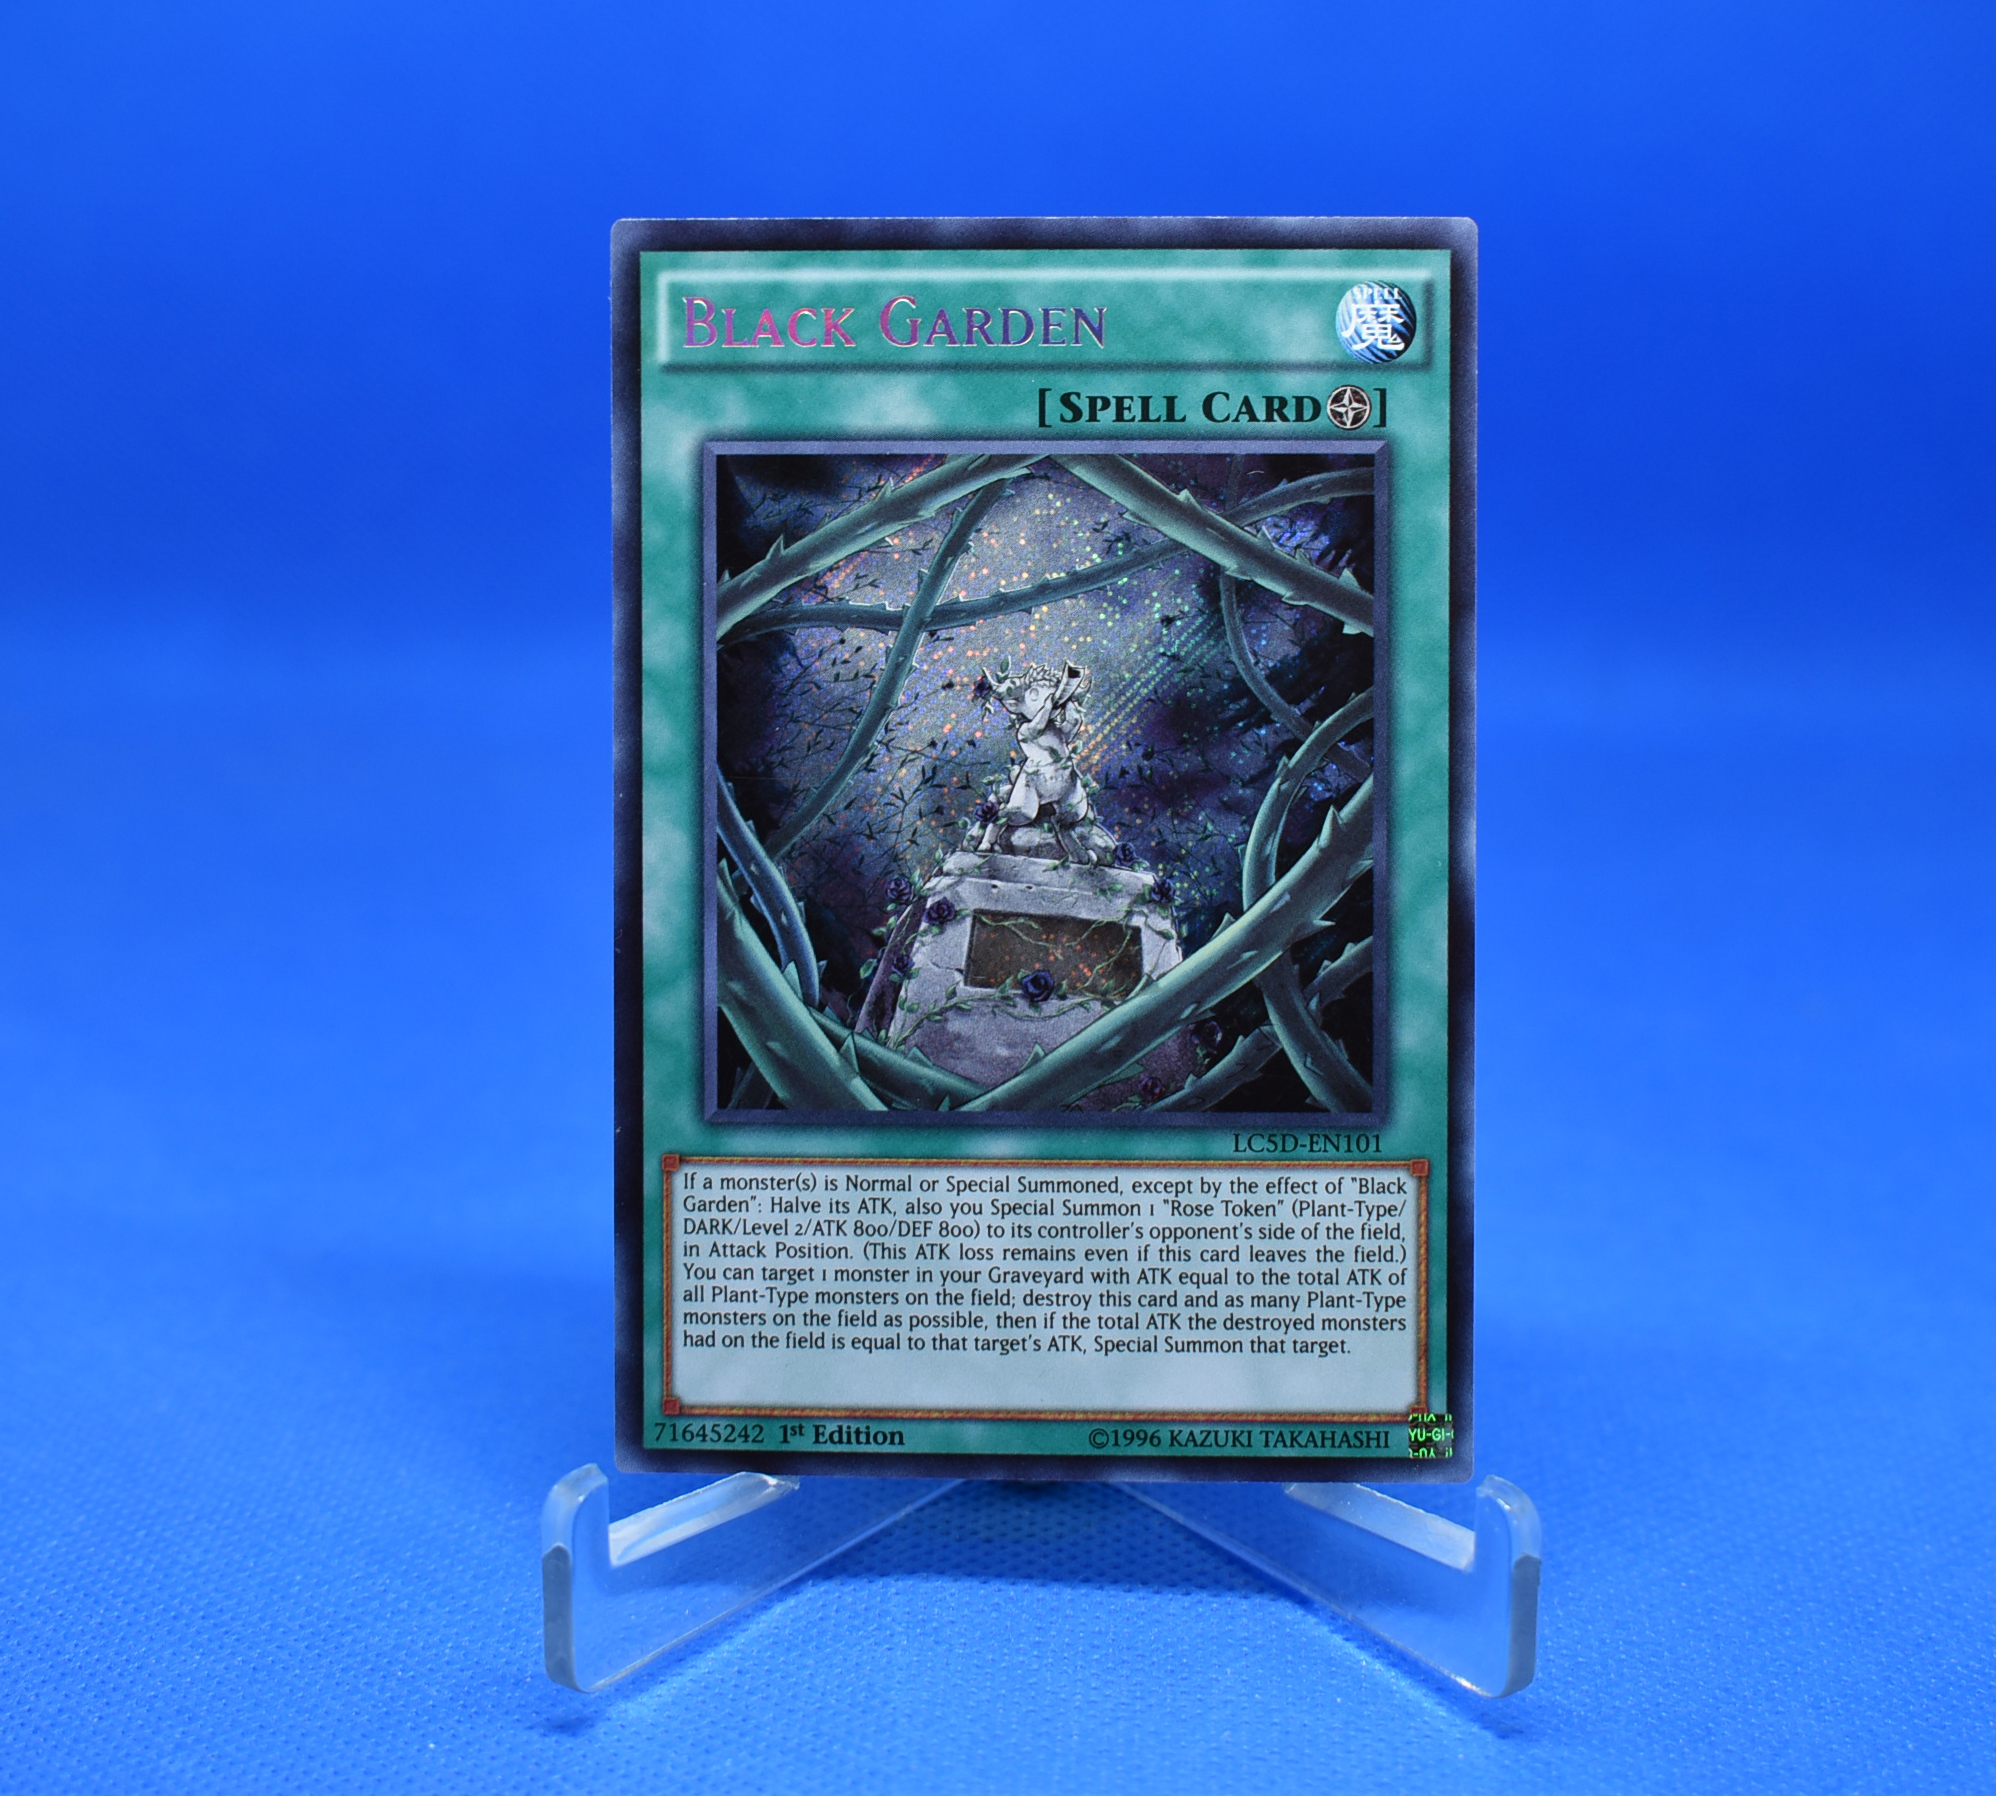 Black Garden
SPELL
魔
[Spell Card]
LC5D-EN101
If a monster(s) is Normal or Special Summoned, except by the effect of "Black
Garden": Halve its ATK, also you Special Summon 1 "Rose Token" (Plant-Type/
DARK/Level 2/ATK 800/DEF 800) to its controller's opponent's side of the field,
in Attack Position. (This ATK loss remains even if this card leaves the field.)
You can target 1 monster in your Graveyard with ATK equal to the total ATK of
all Plant-Type monsters on the field; destroy this card and as many Plant-Type
monsters on the field as possible, then if the total ATK the destroyed monsters
had on the field is equal to that target's ATK, Special Summon that target.
71645242 1st Edition ©1996 KAZUKI TAKAHASHI
YU-GI-